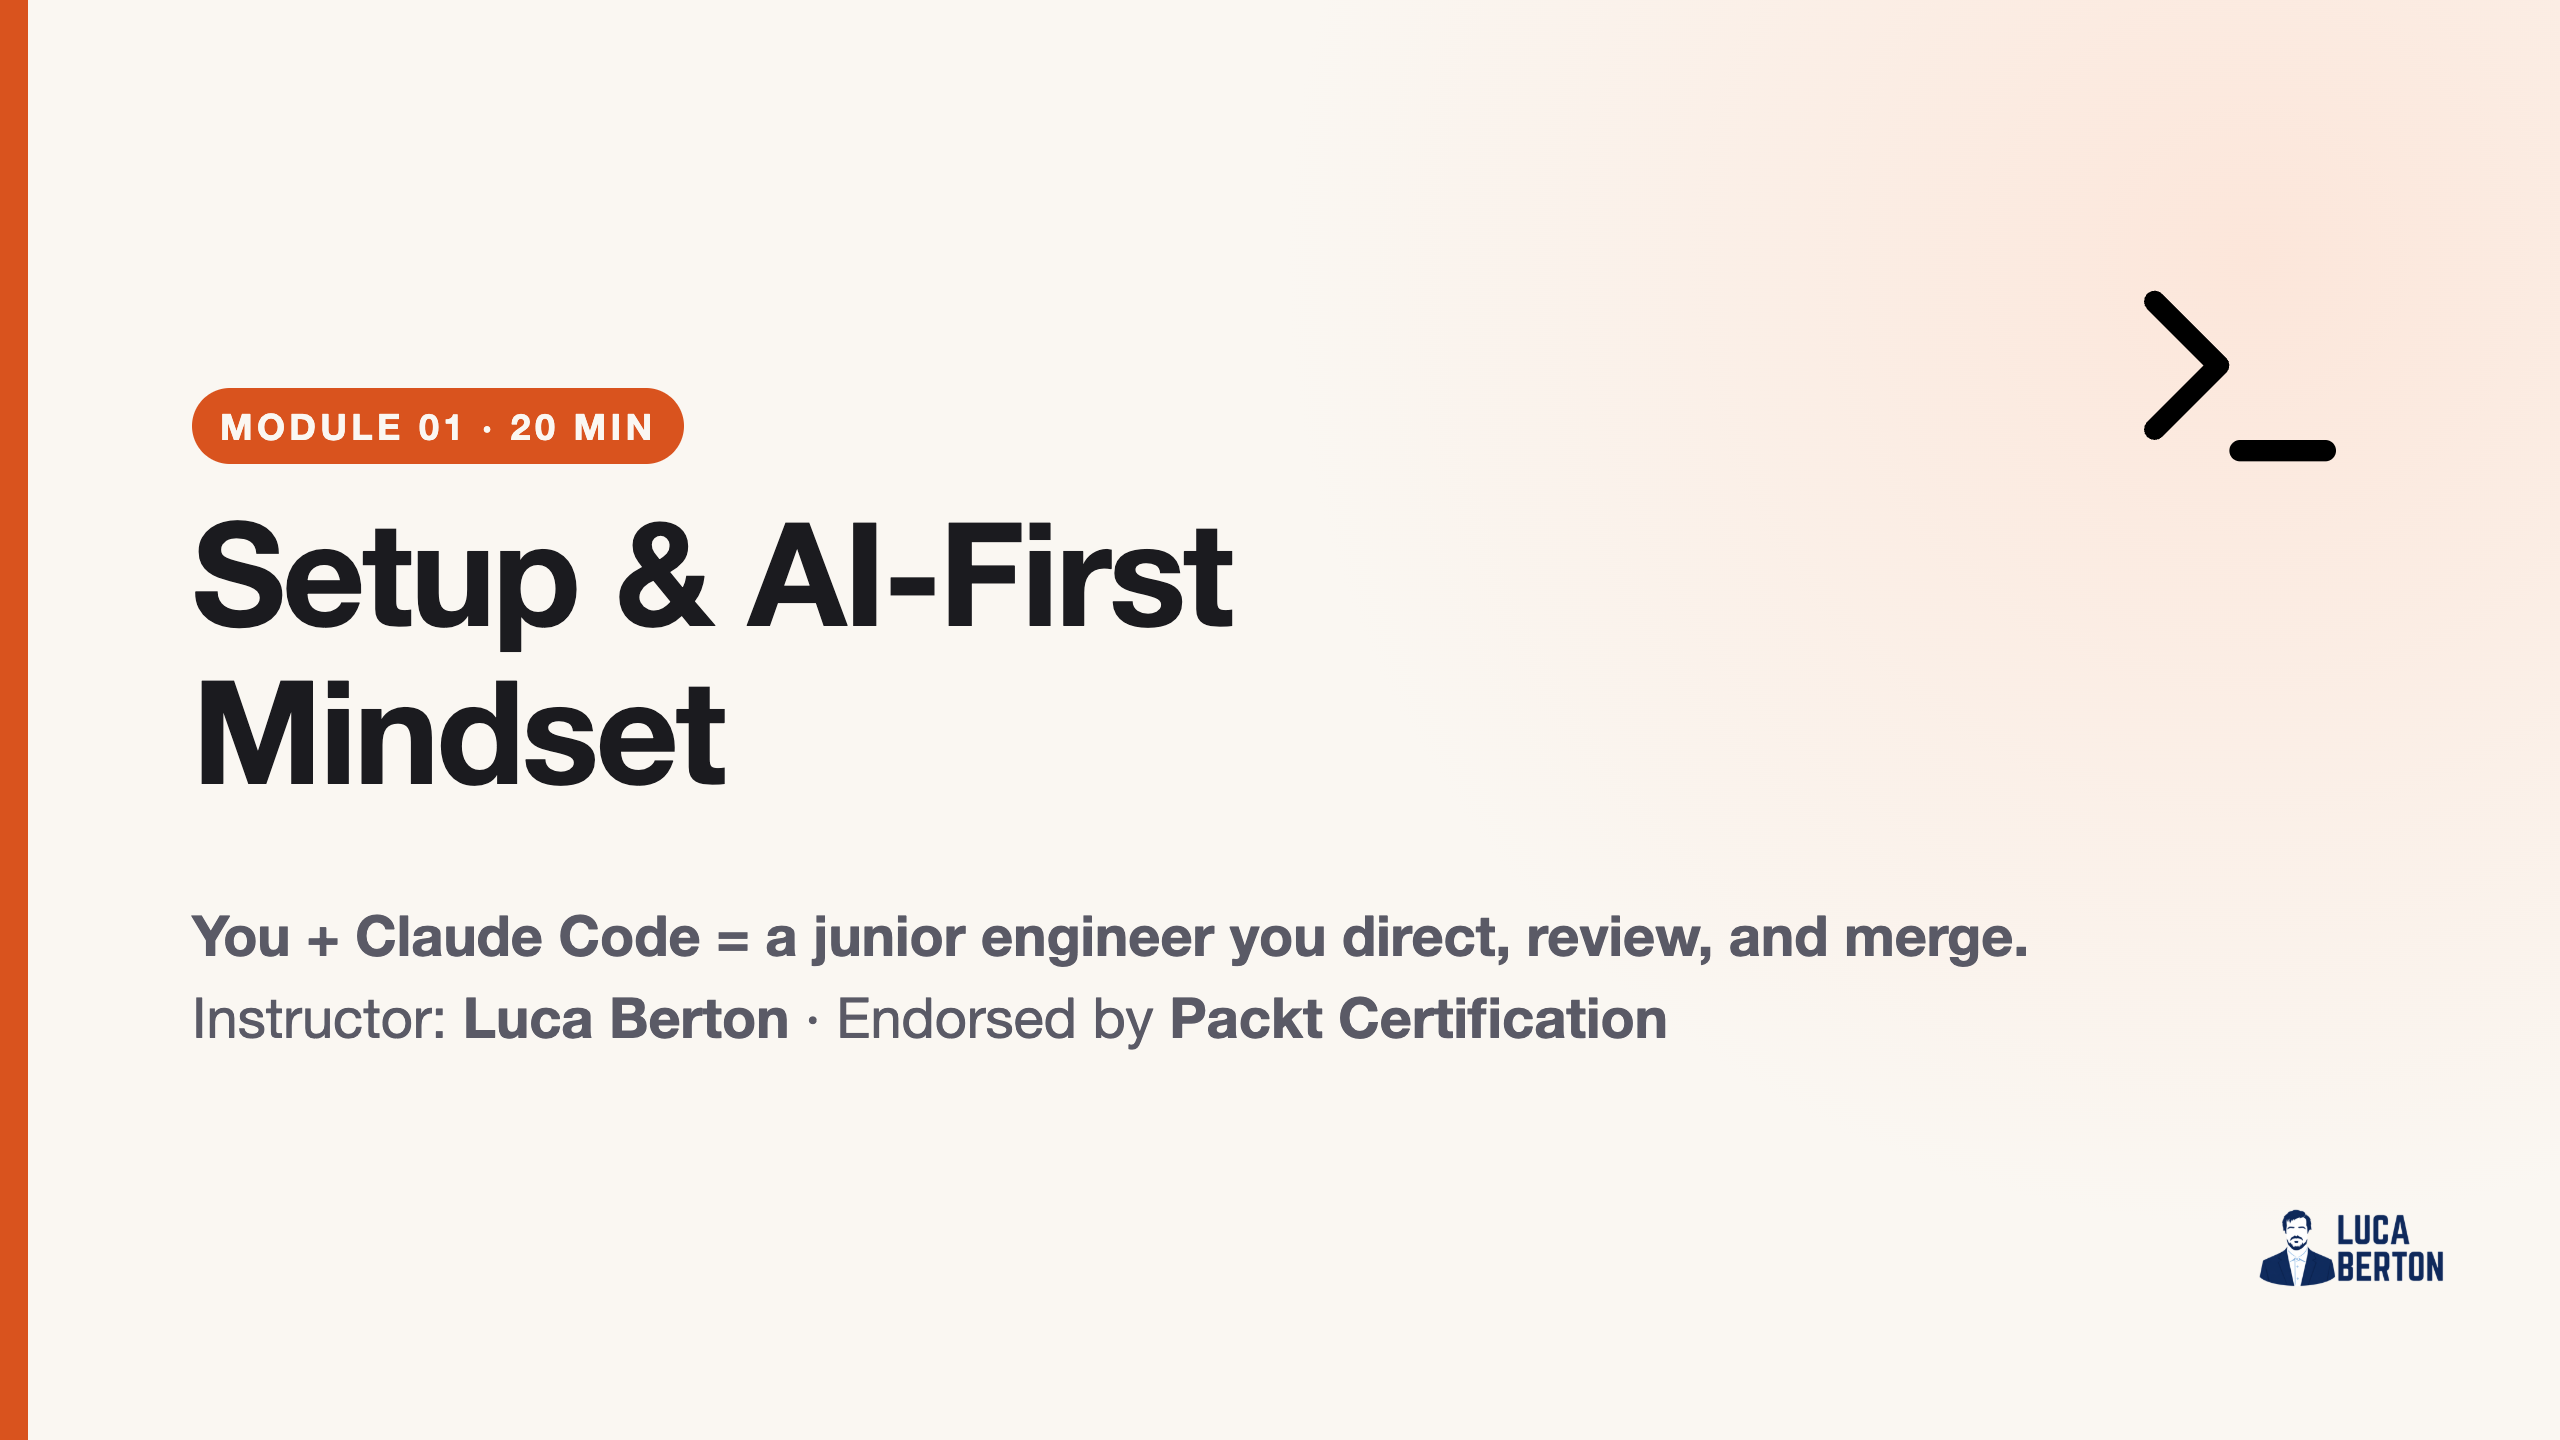 MODULE 01 · 20 MIN
Setup & AI-First
Mindset
You + Claude Code = a junior engineer you direct, review, and merge.
Instructor: Luca Berton · Endorsed by Packt Certification
LUCA
BERTON